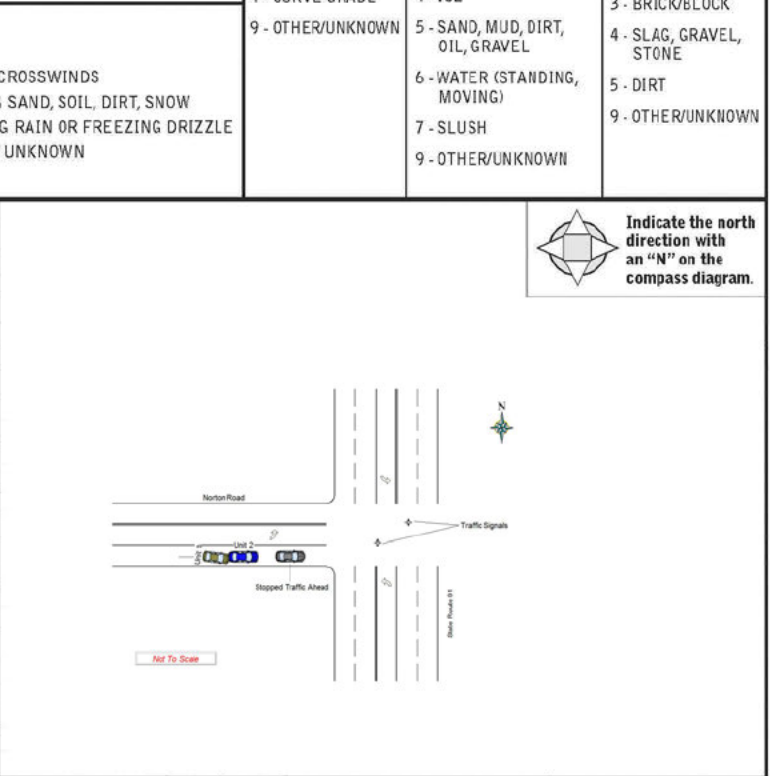 CROSSWINDS
SAND, SOIL, DIRT, SNOW
G RAIN OR FREEZING DRIZZLE
UNKNOWN
9 - OTHER/UNKNOWN
5 - SAND, MUD, DIRT,
OIL, GRAVEL
6 - WATER (STANDING,
MOVING)
7 - SLUSH
9 - OTHER/UNKNOWN
3 - BRICK/BLOCK
4 - SLAG, GRAVEL,
STONE
5 - DIRT
9 - OTHER/UNKNOWN
Indicate the north
direction with
an “N” on the
compass diagram.
N
Norton Road
Traffic Signals
Unit 2
Unit 1
Stopped Traffic Ahead
State Route 91
Not To Scale